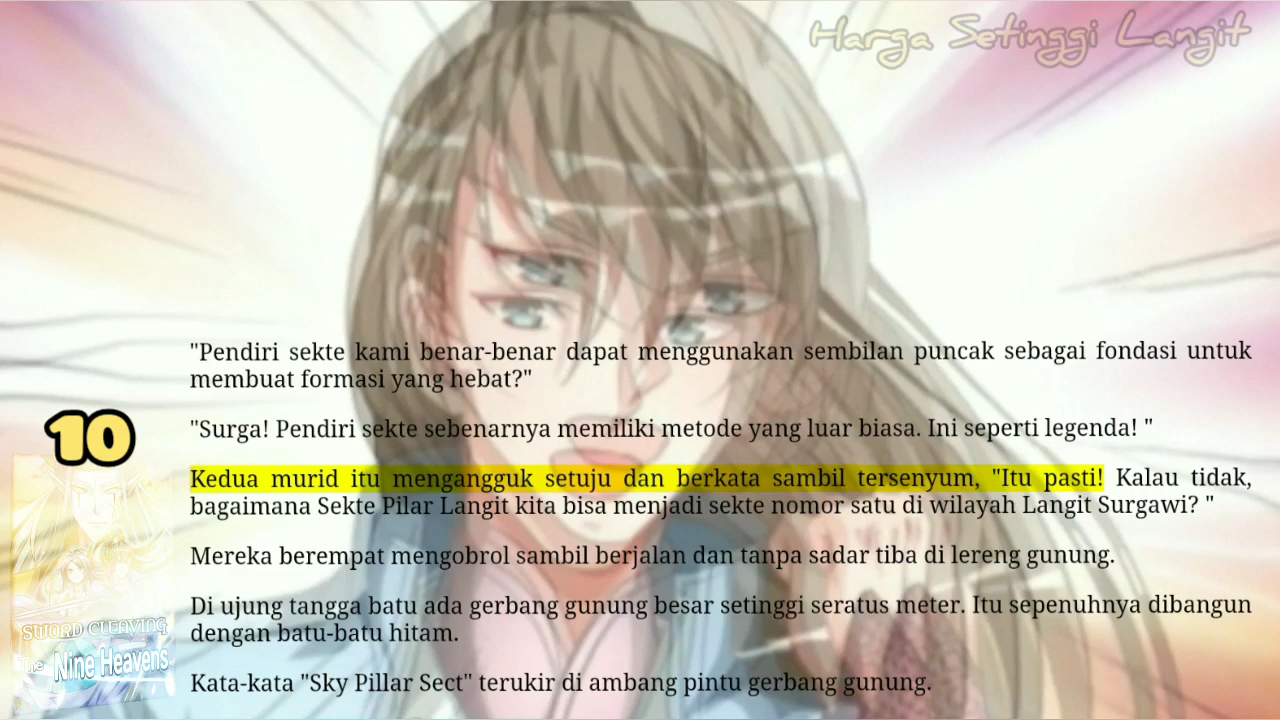 Harga Setinggi Langit
"Pendiri sekte kami benar-benar dapat menggunakan sembilan puncak sebagai fondasi untuk
membuat formasi yang hebat?"
"Surga! Pendiri sekte sebenarnya memiliki metode yang luar biasa. Ini seperti legenda! "
10
Kedua murid itu mengangguk setuju dan berkata sambil tersenyum, "Itu pasti! Kalau tidak,
bagaimana Sekte Pilar Langit kita bisa menjadi sekte nomor satu di wilayah Langit Surgawi? "
Mereka berempat mengobrol sambil berjalan dan tanpa sadar tiba di lereng gunung.
Di ujung tangga batu ada gerbang gunung besar setinggi seratus meter. Itu sepenuhnya dibangun
dengan batu-batu hitam.
Kata-kata "Sky Pillar Sect" terukir di ambang pintu gerbang gunung.
SWORD CLEAVING
The Nine Heavens